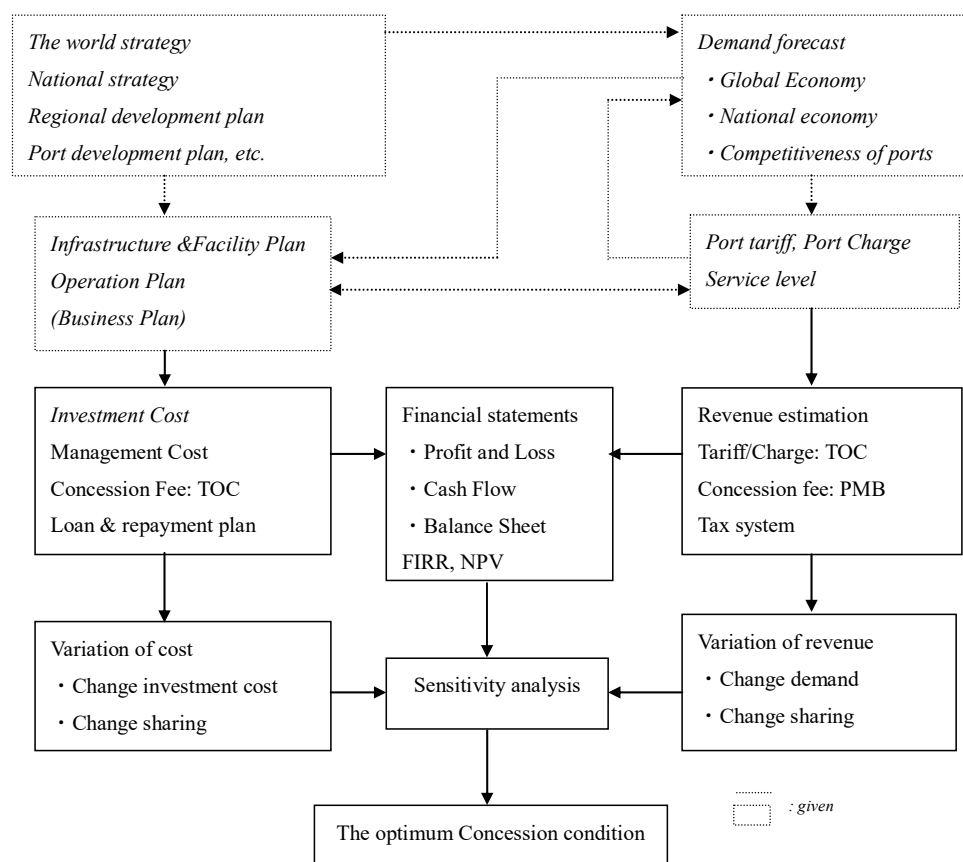 The world strategy
National strategy
Regional development plan
Port development plan, etc.
Demand forecast
・Global Economy
・National economy
・Competitiveness of ports
Infrastructure &Facility Plan
Operation Plan
(Business Plan)
Port tariff, Port Charge
Service level
Investment Cost
Management Cost
Concession Fee: TOC
Loan & repayment plan
Financial statements
・Profit and Loss
・Cash Flow
・Balance Sheet
FIRR, NPV
Revenue estimation
Tariff/Charge: TOC
Concession fee: PMB
Tax system
Variation of cost
・Change investment cost
・Change sharing
Sensitivity analysis
Variation of revenue
・Change demand
・Change sharing
The optimum Concession condition
: given